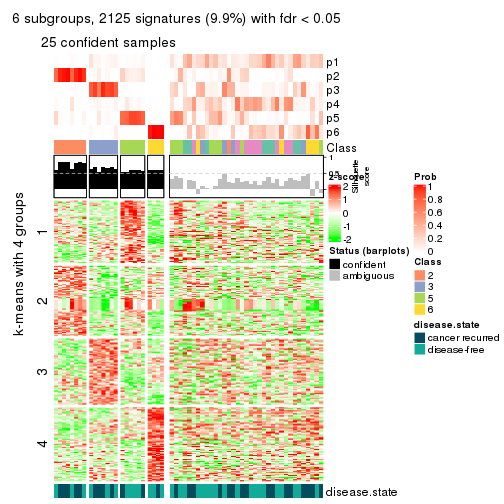 6 subgroups, 2125 signatures (9.9%) with fdr < 0.05
25 confident samples
p1
p2
p3
p4
p5
p6
Class
1
0.5
0
Silhouette
score
z-score
2
1
0
-1
-2
Prob
1
0.8
0.6
0.4
0.2
0
Status (barplots)
confident
ambiguous
Class
2
3
5
6
disease.state
cancer recurred
disease-free
k-means with 4 groups
1
2
3
4
disease.state